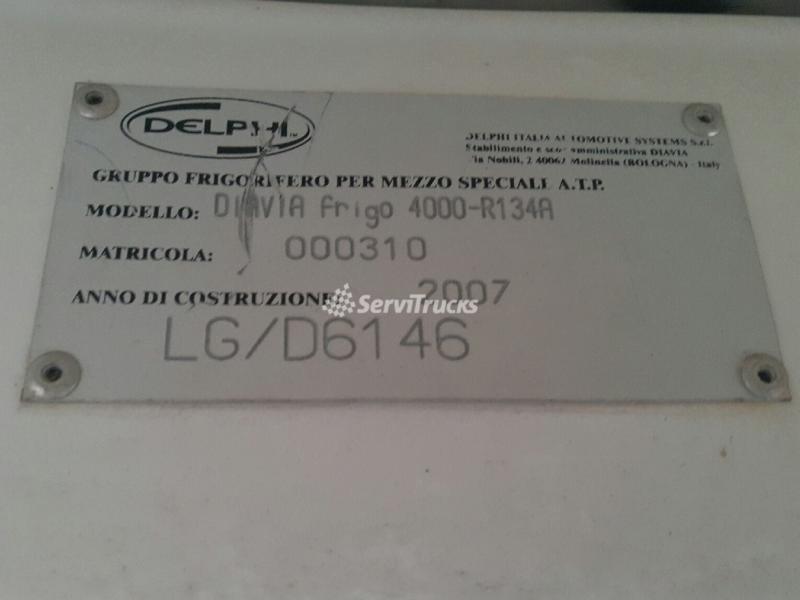 DELPHI
DELPHI ITALIA AUTOMOTIVE SYSTEMS S.r.l.
Stabilimento e amministrativa DIAVIA
Via Nobili, 2 40062 Molinella (BOLOGNA) - Italy
GRUPPO FRIGORIFERO PER MEZZO SPECIALE A.T.P.
MODELLO: DIAVIA Frigo 4000-R134A
MATRICOLA: 000310
ANNO DI COSTRUZIONE: 2007
ServiTrucks
LG/D6146